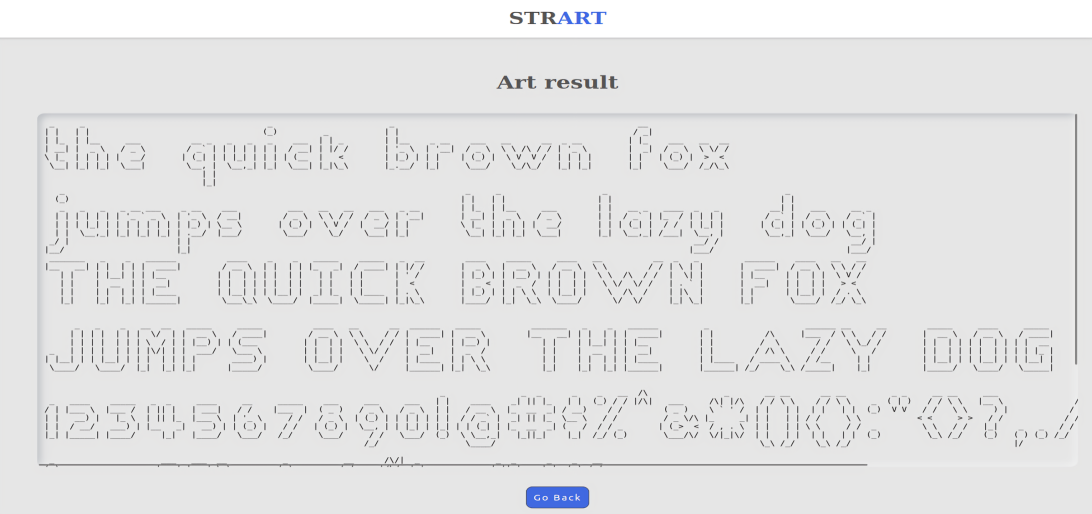 STRART
Art result
the quick brown fox
jumps over the lazy dog
THE QUICK BROWN FOX
JUMPS OVER THE LAZY DOG
1234567890!@#$%^&*(){}:"<>?,./
Go Back